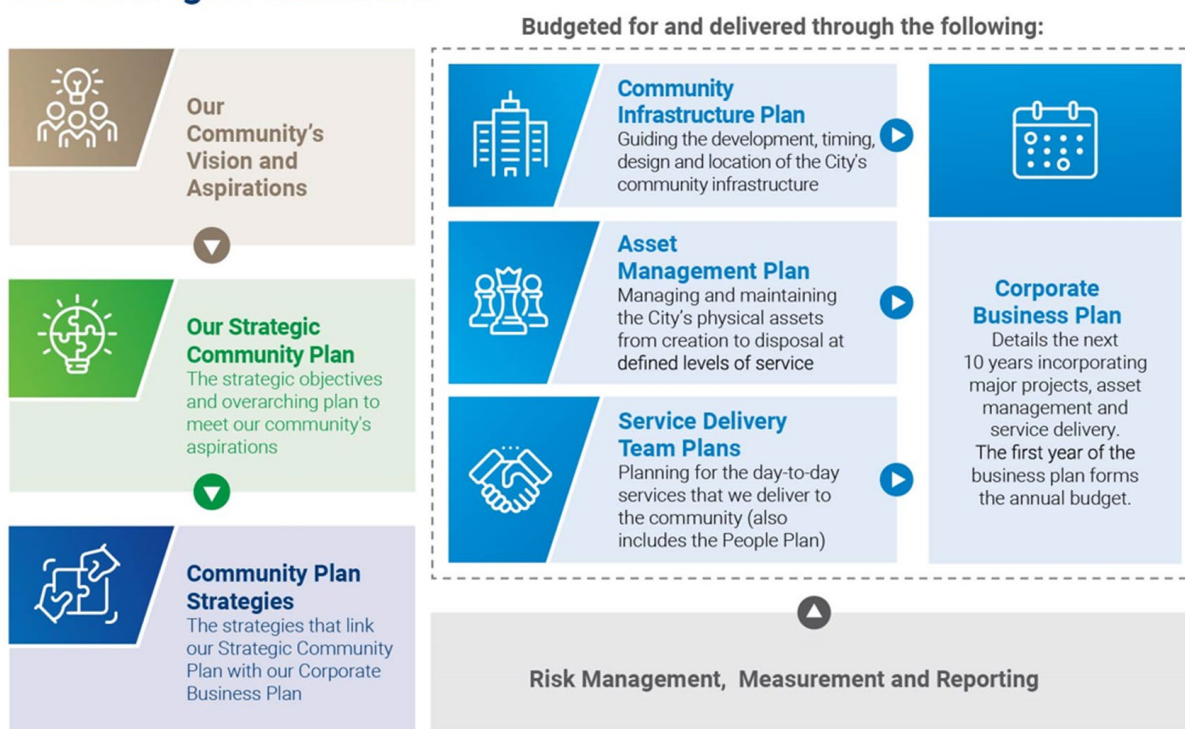 Budgeted for and delivered through the following:
Our
Community's
Vision and
Aspirations
Our Strategic
Community Plan
The strategic objectives
and overarching plan to
meet our community's
aspirations
Community Plan
Strategies
The strategies that link
our Strategic Community
Plan with our Corporate
Business Plan
Community
Infrastructure Plan
Guiding the development, timing,
design and location of the City's
community infrastructure
Asset
Management Plan
Managing and maintaining
the City's physical assets
from creation to disposal at
defined levels of service
Service Delivery
Team Plans
Planning for the day-to-day
services that we deliver to
the community (also
includes the People Plan)
Corporate
Business Plan
Details the next
10 years incorporating
major projects, asset
management and
service delivery.
The first year of the
business plan forms
the annual budget.
Risk Management, Measurement and Reporting